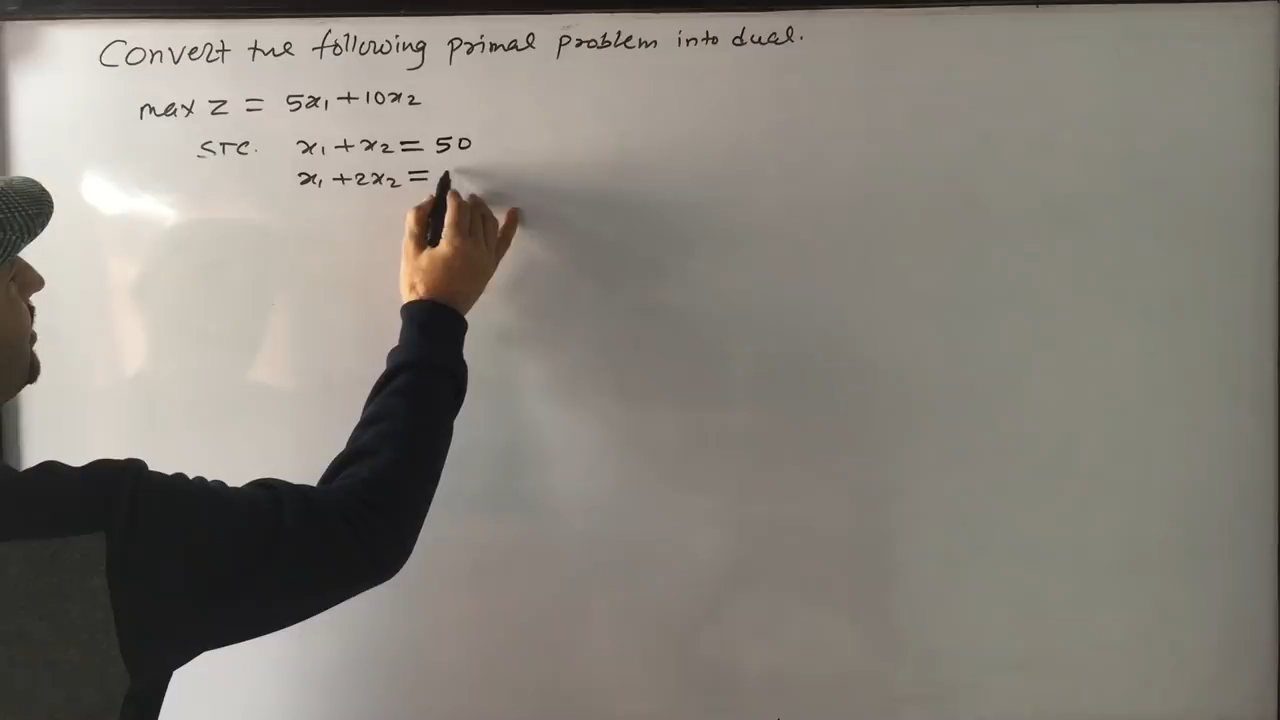 Convert the following primal problem into dual.
max z = 5x₁ + 10x₂
STC. x₁ + x₂ = 50
x₁ + 2x₂ =